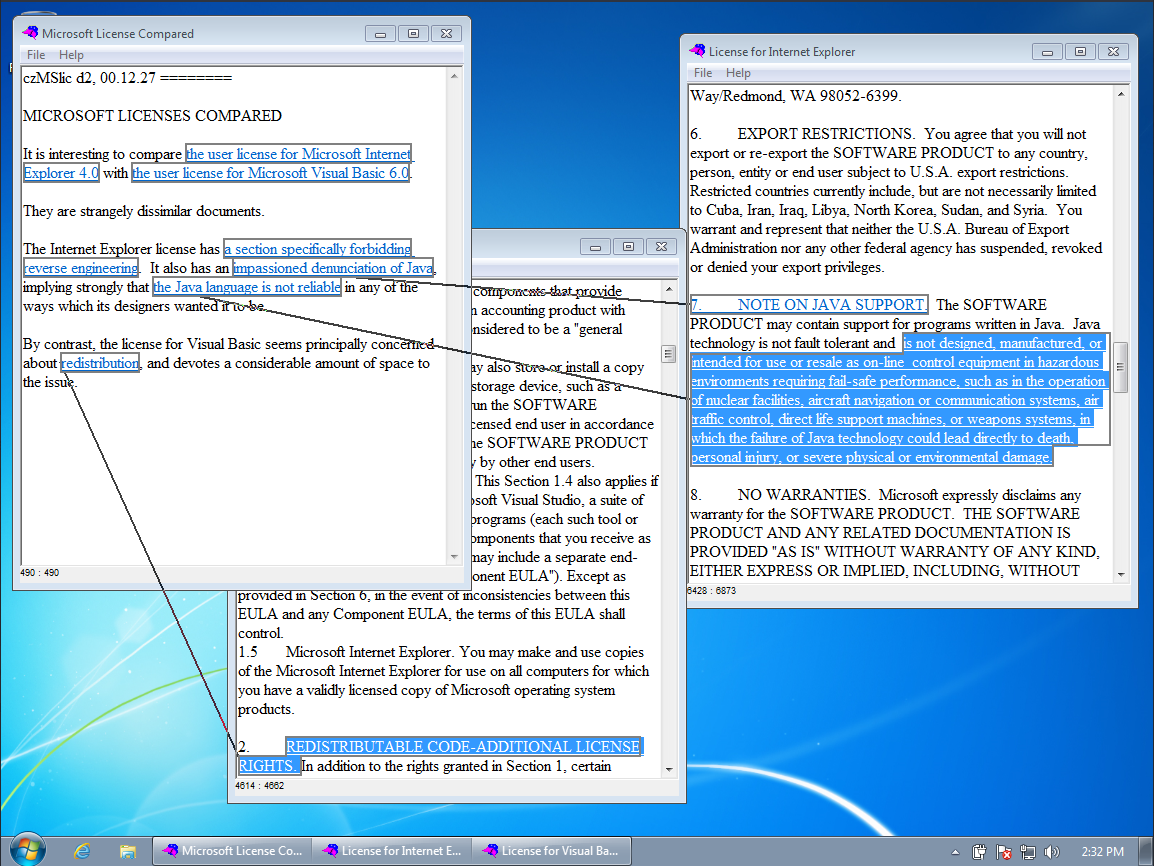 Microsoft License Compared
File Help
czMSlic d2, 00.12.27 ========
MICROSOFT LICENSES COMPARED
It is interesting to compare the user license for Microsoft Internet
Explorer 4.0 with the user license for Microsoft Visual Basic 6.0.
They are strangely dissimilar documents.
The Internet Explorer license has a section specifically forbidding
reverse engineering. It also has an impassioned denunciation of Java,
implying strongly that the Java language is not reliable in any of the
ways which its designers wanted it to be.
By contrast, the license for Visual Basic seems principally concerned
about redistribution, and devotes a considerable amount of space to
the issue.
490 : 490
components that provide
n accounting product with
nsidered to be a "general
ay also store or install a copy
storage device, such as a
run the SOFTWARE
censed end user in accordance
he SOFTWARE PRODUCT
y by other end users.
This Section 1.4 also applies if
osoft Visual Studio, a suite of
programs (each such tool or
omponents that you receive as
may include a separate end-
ponent EULA"). Except as
provided in Section 6, in the event of inconsistencies between this
EULA and any Component EULA, the terms of this EULA shall
control.
1.5 Microsoft Internet Explorer. You may make and use copies
of the Microsoft Internet Explorer for use on all computers for which
you have a validly licensed copy of Microsoft operating system
products.
2. REDISTRIBUTABLE CODE-ADDITIONAL LICENSE
RIGHTS. In addition to the rights granted in Section 1, certain
4614 : 4662
License for Internet Explorer
File Help
Way/Redmond, WA 98052-6399.
6. EXPORT RESTRICTIONS. You agree that you will not
export or re-export the SOFTWARE PRODUCT to any country,
person, entity or end user subject to U.S.A. export restrictions.
Restricted countries currently include, but are not necessarily limited
to Cuba, Iran, Iraq, Libya, North Korea, Sudan, and Syria. You
warrant and represent that neither the U.S.A. Bureau of Export
Administration nor any other federal agency has suspended, revoked
or denied your export privileges.
7. NOTE ON JAVA SUPPORT. The SOFTWARE
PRODUCT may contain support for programs written in Java. Java
technology is not fault tolerant and is not designed, manufactured, or
intended for use or resale as on-line control equipment in hazardous
environments requiring fail-safe performance, such as in the operation
of nuclear facilities, aircraft navigation or communication systems, air
traffic control, direct life support machines, or weapons systems, in
which the failure of Java technology could lead directly to death,
personal injury, or severe physical or environmental damage.
8. NO WARRANTIES. Microsoft expressly disclaims any
warranty for the SOFTWARE PRODUCT. THE SOFTWARE
PRODUCT AND ANY RELATED DOCUMENTATION IS
PROVIDED "AS IS" WITHOUT WARRANTY OF ANY KIND,
EITHER EXPRESS OR IMPLIED, INCLUDING, WITHOUT
6428 : 6873
Microsoft License Co...
License for Internet E...
License for Visual Ba...
2:32 PM